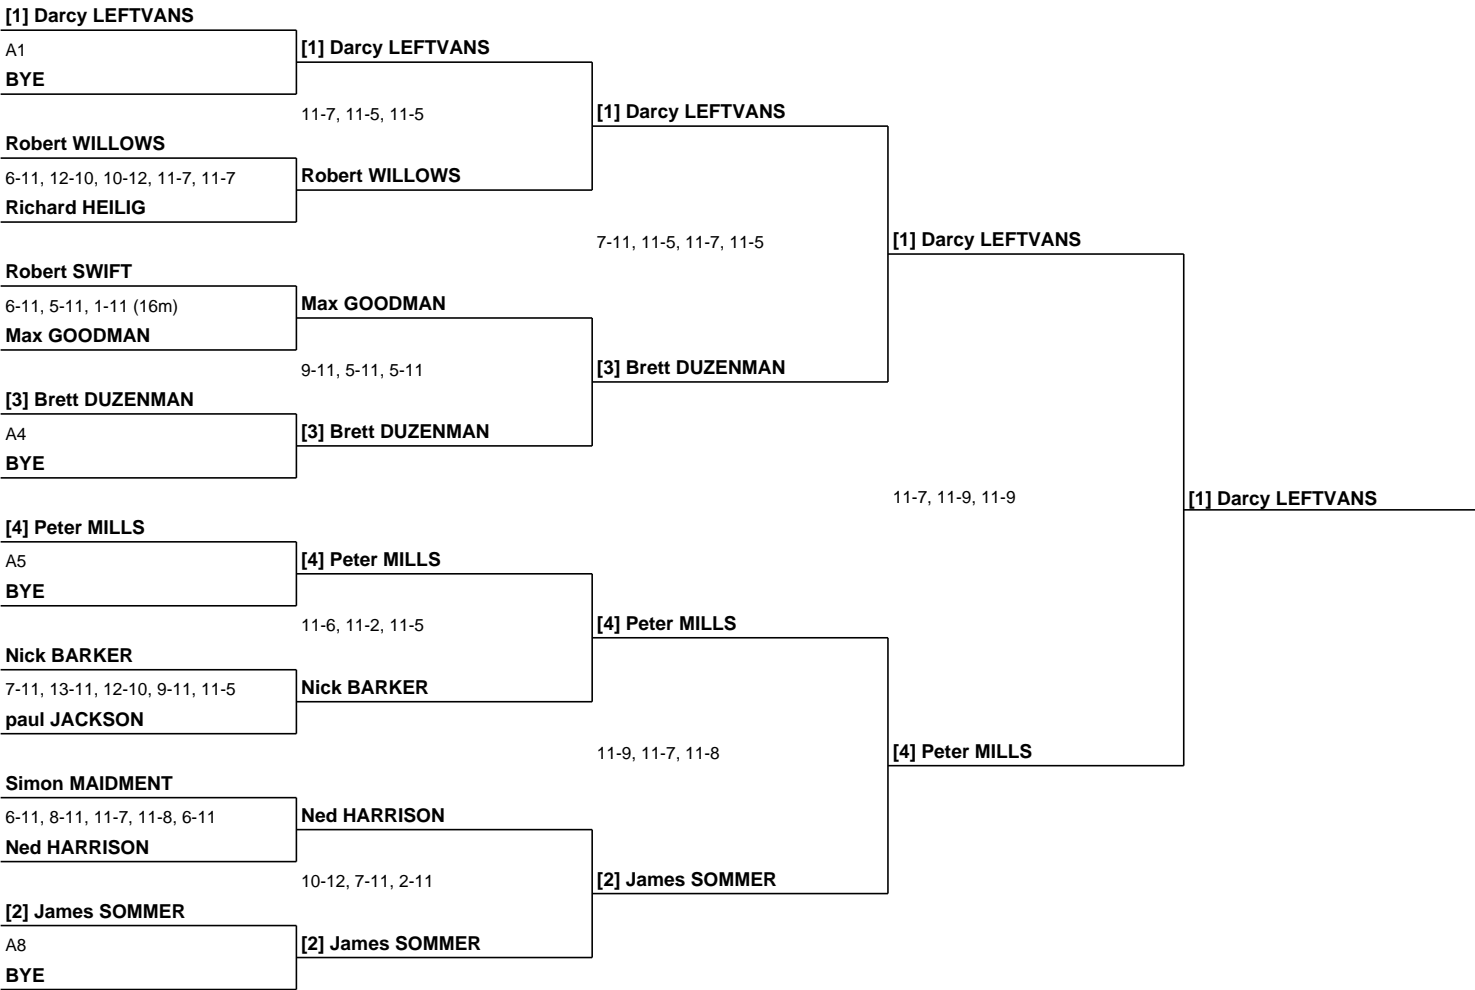 [1] Darcy LEFTVANS
A1
BYE
Robert WILLOWS
6-11, 12-10, 10-12, 11-7, 11-7
Richard HEILIG
Robert SWIFT
6-11, 5-11, 1-11 (16m)
Max GOODMAN
[3] Brett DUZENMAN
A4
BYE
[4] Peter MILLS
A5
BYE
Nick BARKER
7-11, 13-11, 12-10, 9-11, 11-5
paul JACKSON
Simon MAIDMENT
6-11, 8-11, 11-7, 11-8, 6-11
Ned HARRISON
[2] James SOMMER
A8
BYE
[1] Darcy LEFTVANS
11-7, 11-5, 11-5
Robert WILLOWS
Max GOODMAN
9-11, 5-11, 5-11
[3] Brett DUZENMAN
[4] Peter MILLS
11-6, 11-2, 11-5
Nick BARKER
Ned HARRISON
10-12, 7-11, 2-11
[2] James SOMMER
[1] Darcy LEFTVANS
7-11, 11-5, 11-7, 11-5
[3] Brett DUZENMAN
[4] Peter MILLS
11-9, 11-7, 11-8
[2] James SOMMER
[1] Darcy LEFTVANS
11-7, 11-9, 11-9
[4] Peter MILLS
[1] Darcy LEFTVANS